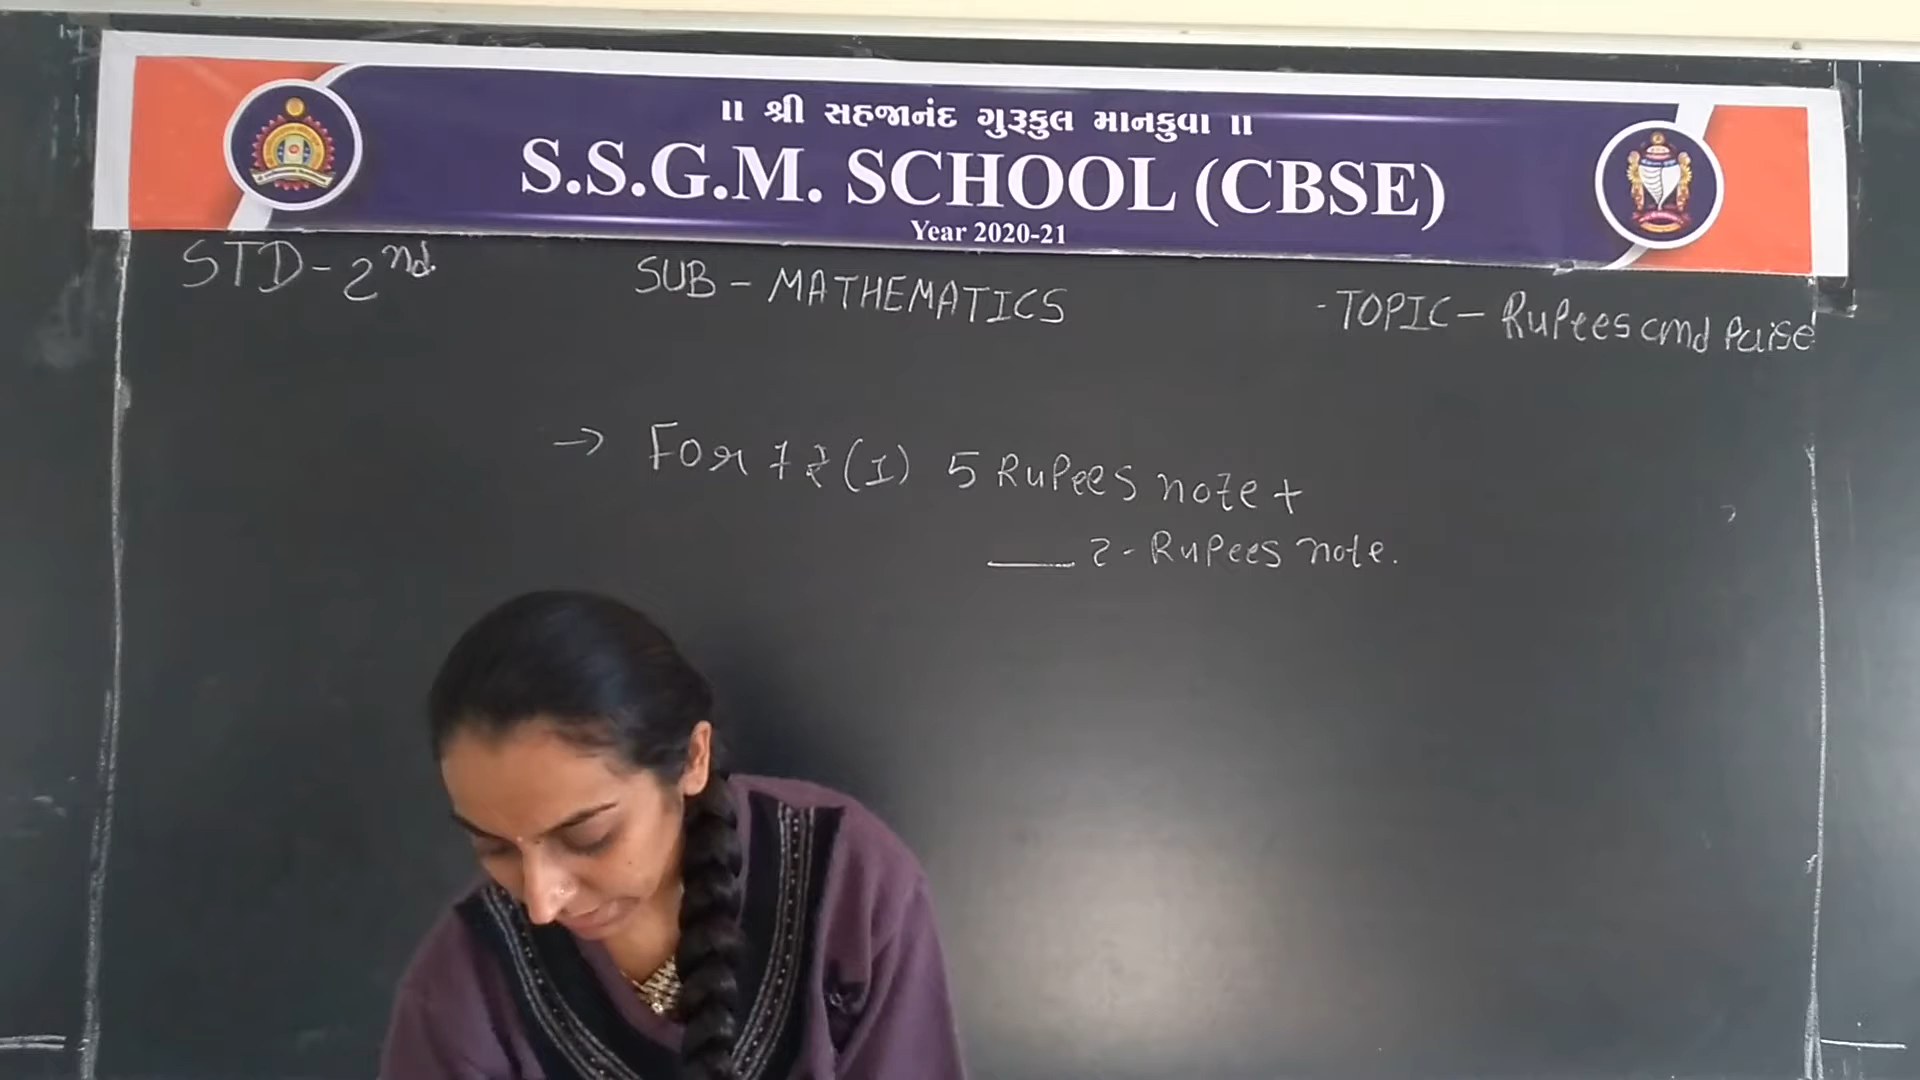 ॥ શ્રી સહજાનંદ ગુરૂકુલ માનકુવા ॥
S.S.G.M. SCHOOL (CBSE)
Year 2020-21
STD - 2nd.
SUB - MATHEMATICS
TOPIC - Rupees and Paise
→ For 7 ₹ (1) 5 Rupees note +
____ 2 - Rupees note.